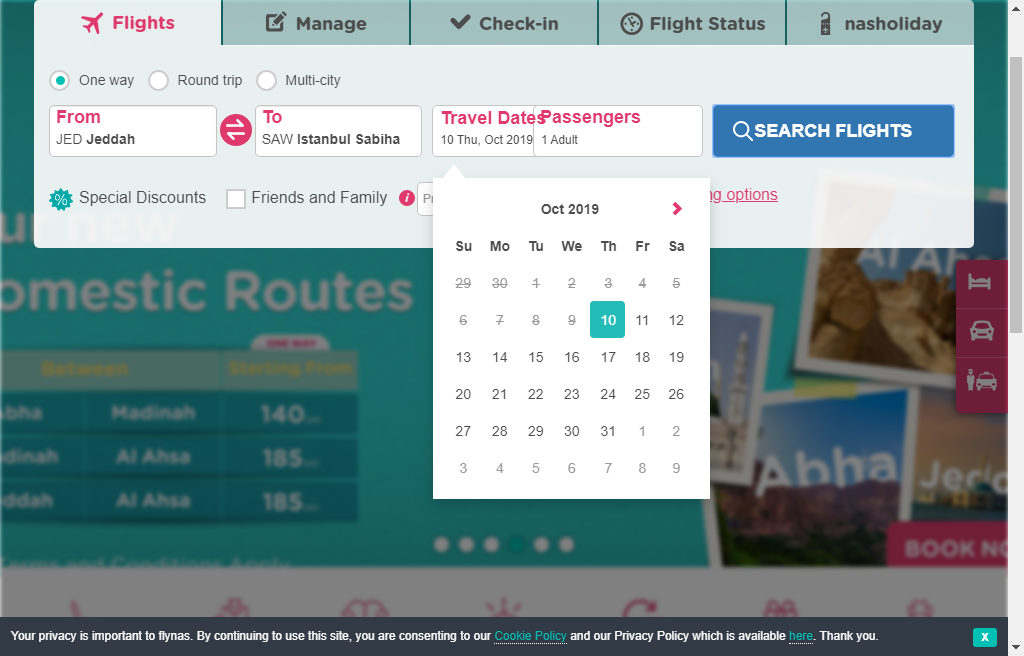 Flights
Manage
Check-in
Flight Status
nasholiday
One way
Round trip
Multi-city
From
JED Jeddah
To
SAW Istanbul Sabiha
Travel Dates
10 Thu, Oct 2019
Passengers
1 Adult
SEARCH FLIGHTS
Special Discounts
Friends and Family
options
Oct 2019
Su Mo Tu We Th Fr Sa
29 30 1 2 3 4 5
6 7 8 9 10 11 12
13 14 15 16 17 18 19
20 21 22 23 24 25 26
27 28 29 30 31 1 2
3 4 5 6 7 8 9
new
Domestic Routes
ONE WAY
Between Starting From
Abha Madinah 140
Madinah Al Ahsa 185
Jeddah Al Ahsa 185
Terms and Conditions Apply
Al Ahsa
Abha
Jed
BOOK NO
Your privacy is important to flynas. By continuing to use this site, you are consenting to our Cookie Policy and our Privacy Policy which is available here. Thank you.
X